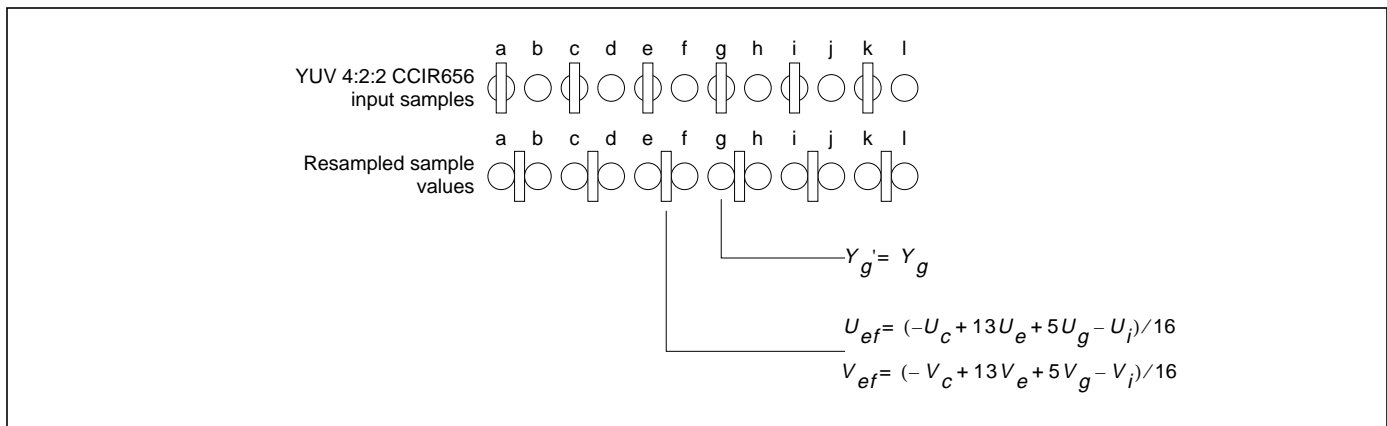 a b c d e f g h i j k l
YUV 4:2:2 CCIR656
input samples
a b c d e f g h i j k l
Resampled sample
values
Y_g'= Y_g
U_ef= (–U_c + 13U_e + 5U_g – U_i)/16
V_ef= (– V_c + 13V_e + 5V_g – V_i)/16